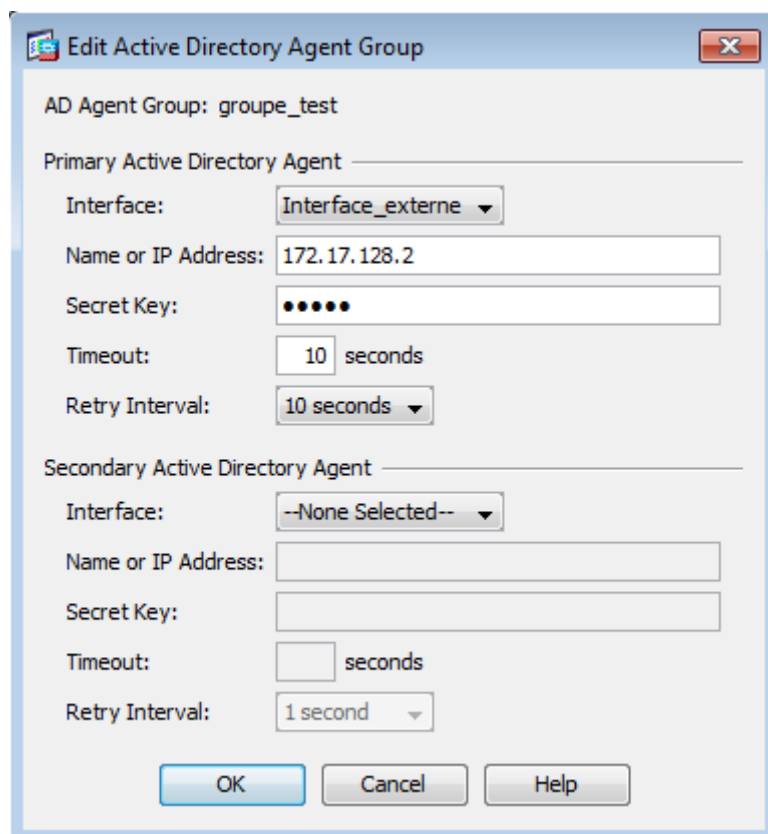 Edit Active Directory Agent Group
AD Agent Group: groupe_test
Primary Active Directory Agent
Interface: Interface_externe
Name or IP Address: 172.17.128.2
Secret Key: •••••
Timeout: 10 seconds
Retry Interval: 10 seconds
Secondary Active Directory Agent
Interface: --None Selected--
Name or IP Address:
Secret Key:
Timeout: seconds
Retry Interval: 1 second
OK Cancel Help